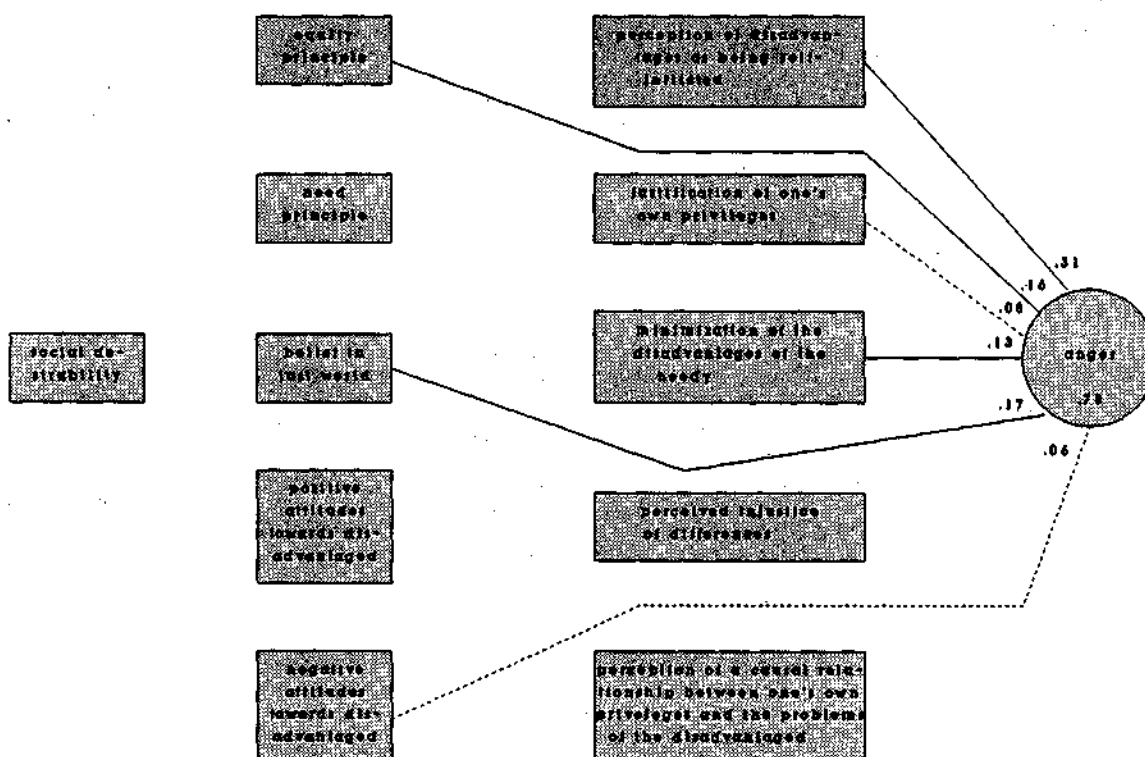 equity
principle
perception of disadvan-
tages as being self-
inflicted
need
principle
justification of one's
own privileges
.31
.16
.08
social de-
sirability
belief in
just world
minimization of the
disadvantages of the
needy
.13
anger
.17
.06
positive
attitudes
towards dis-
advantaged
perceived injustice
of differences
negative
attitudes
towards dis-
advantaged
perception of a causal rela-
tionship between one's own
priveleges and the problems
of the disadvantaged